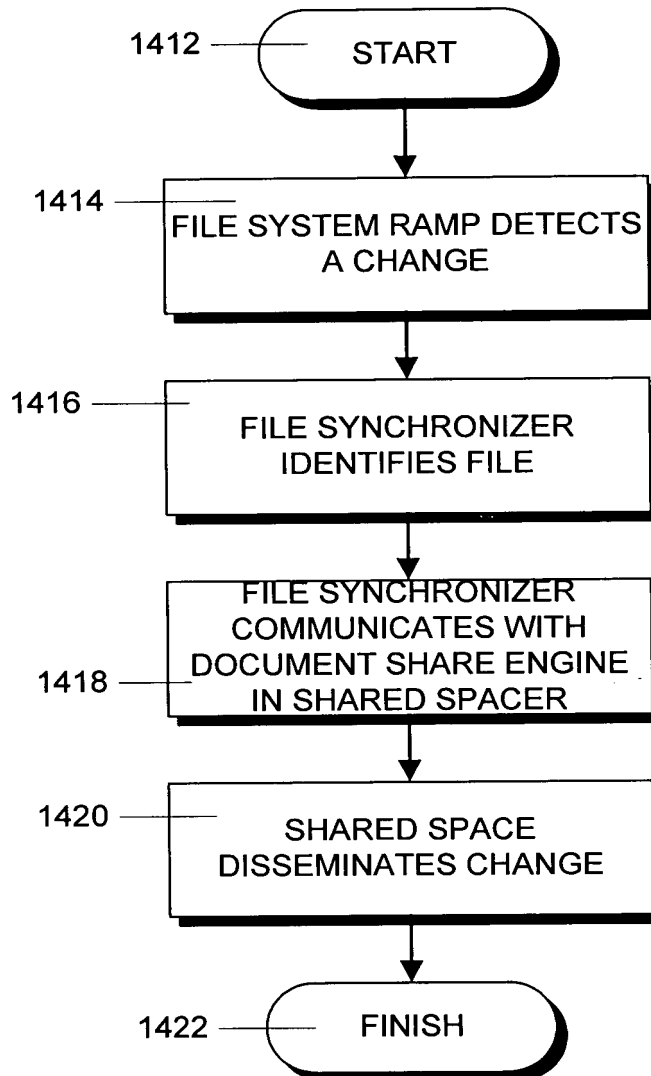 1412
START
1414
FILE SYSTEM RAMP DETECTS
A CHANGE
1416
FILE SYNCHRONIZER
IDENTIFIES FILE
FILE SYNCHRONIZER
COMMUNICATES WITH
DOCUMENT SHARE ENGINE
1418
IN SHARED SPACER
1420
SHARED SPACE
DISSEMINATES CHANGE
1422
FINISH